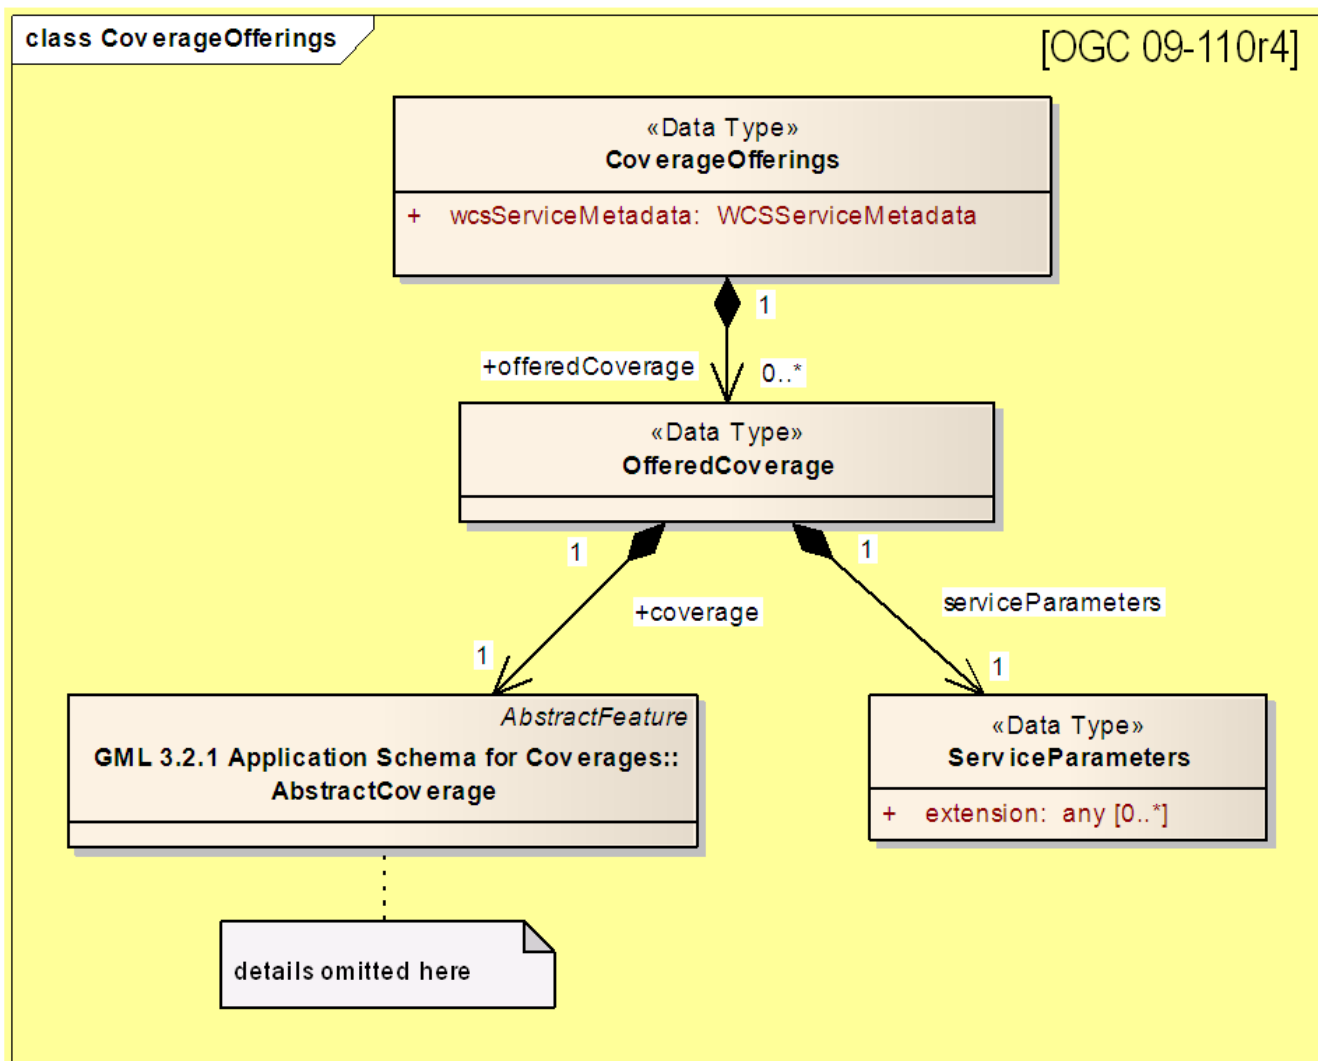 class CoverageOfferings
[OGC 09-110r4]
«Data Type»
CoverageOfferings
+ wcsServiceMetadata: WCSServiceMetadata
1
+offeredCoverage
0..*
«Data Type»
OfferedCoverage
1
1
+coverage
serviceParameters
1
1
AbstractFeature
GML 3.2.1 Application Schema for Coverages::
AbstractCoverage
«Data Type»
ServiceParameters
+ extension: any [0..*]
details omitted here